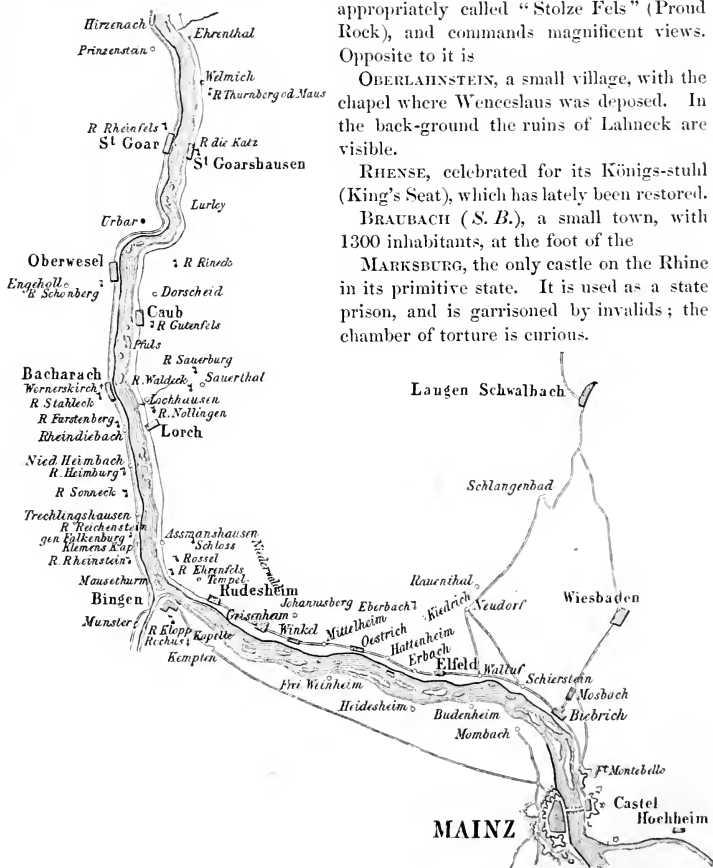 appropriately called “Stolze Fels” (Proud
Rock), and commands magnificent views.
Opposite to it is
OBERLAHNSTEIN, a small village, with the
chapel where Wenceslaus was deposed. In
the back-ground the ruins of Lahneck are
visible.
RHENSE, celebrated for its Königs-stuhl
(King's Seat), which has lately been restored.
BRAUBACH (S. B.), a small town, with
1300 inhabitants, at the foot of the
MARKSBURG, the only castle on the Rhine
in its primitive state. It is used as a state
prison, and is garrisoned by invalids; the
chamber of torture is curious.
Hirzenach
Ehrenthal
Prinzenstein
Welmich
R Thurnberg od Maus
R Rheinfels
St Goar
R die Katz
St Goarshausen
Lurley
Urbar
Oberwesel
R Rineck
Engeholl
R Schonberg
Dorscheid
Caub
R Gutenfels
Pfuls
R Sauerburg
Bacharach
R. Waldeck
Sauerthal
Wernerskirch
R Stahleck
Lochhausen
R. Nollingen
R Furstenberg
Lorch
Rheindiebach
Nied. Heimbach
R. Heimburg
R Sonneck
Trechlingshausen
R Reichenstein
gen Falkenburg
Klemens Kap
R. Rheinstein
Assmanshausen
Schloss
Rossel
R Ehrenfels
Tempel
Niederwald
Mausethurm
Bingen
Munster
R Klopp
Rochus
Kapelle
Kempten
Rudesheim
Geisenheim
Johannsberg
Winkel
Mittelheim
Oestrich
Eberbach
Hattenheim
Erbach
Kiedrich
Rauenthal
Neudorf
Elfeld
Walluf
Schierstein
Frei Weinheim
Heidesheim
Budenheim
Mombach
Laugen Schwalbach
Schlangenbad
Wiesbaden
Mosbach
Biebrich
Ft Montebello
Castel
Hochheim
MAINZ